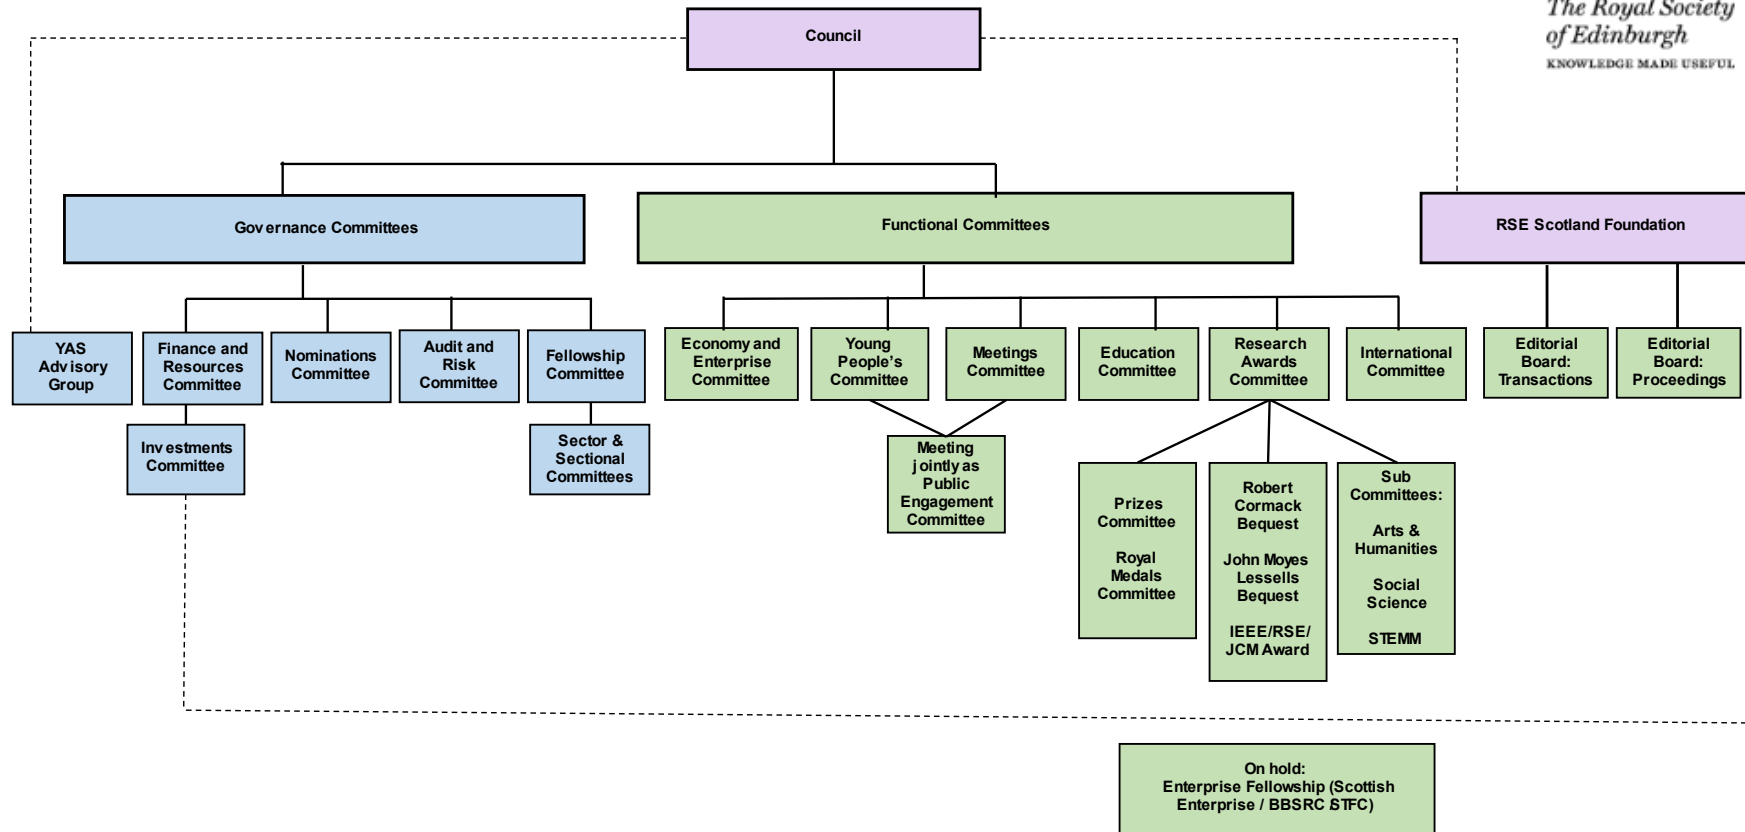 The Royal Society
of Edinburgh
KNOWLEDGE MADE USEFUL
Council
Governance Committees
Functional Committees
RSE Scotland Foundation
YAS
Advisory
Group
Finance and
Resources
Committee
Nominations
Committee
Audit and
Risk
Committee
Fellowship
Committee
Economy and
Enterprise
Committee
Young
People's
Committee
Meetings
Committee
Education
Committee
Research
Awards
Committee
International
Committee
Editorial
Board:
Transactions
Editorial
Board:
Proceedings
Investments
Committee
Sector &
Sectional
Committees
Meeting
jointly as
Public
Engagement
Committee
Prizes
Committee
Royal
Medals
Committee
Robert
Cormack
Bequest
John Moyes
Lessells
Bequest
IEEE/RSE/
JCM Award
Sub
Committees:
Arts &
Humanities
Social
Science
STEMM
On hold:
Enterprise Fellowship (Scottish
Enterprise / BBSRC STFC)